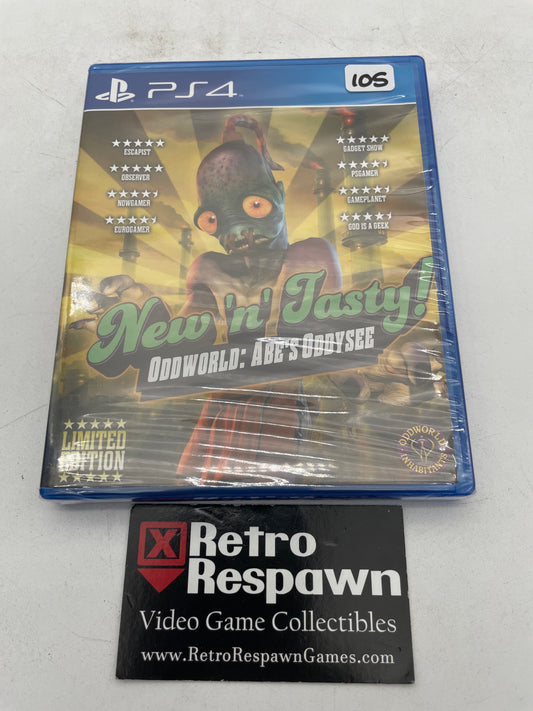 PS4
105
★★★★★
ESCAPIST
★★★★★
OBSERVER
NOWGAMER
EUROGAMER
★★★★★
GADGET SHOW
PSGAMER
GAMEPLANET
GOD IS A GEEK
New 'n' Tasty!
ODDWORLD: ABE'S ODDYSEE
★★★★★
LIMITED
EDITION
★★★★★
ODDWORLD
INHABITANTS
X Retro
Respawn
Video Game Collectibles
www.RetroRespawnGames.com